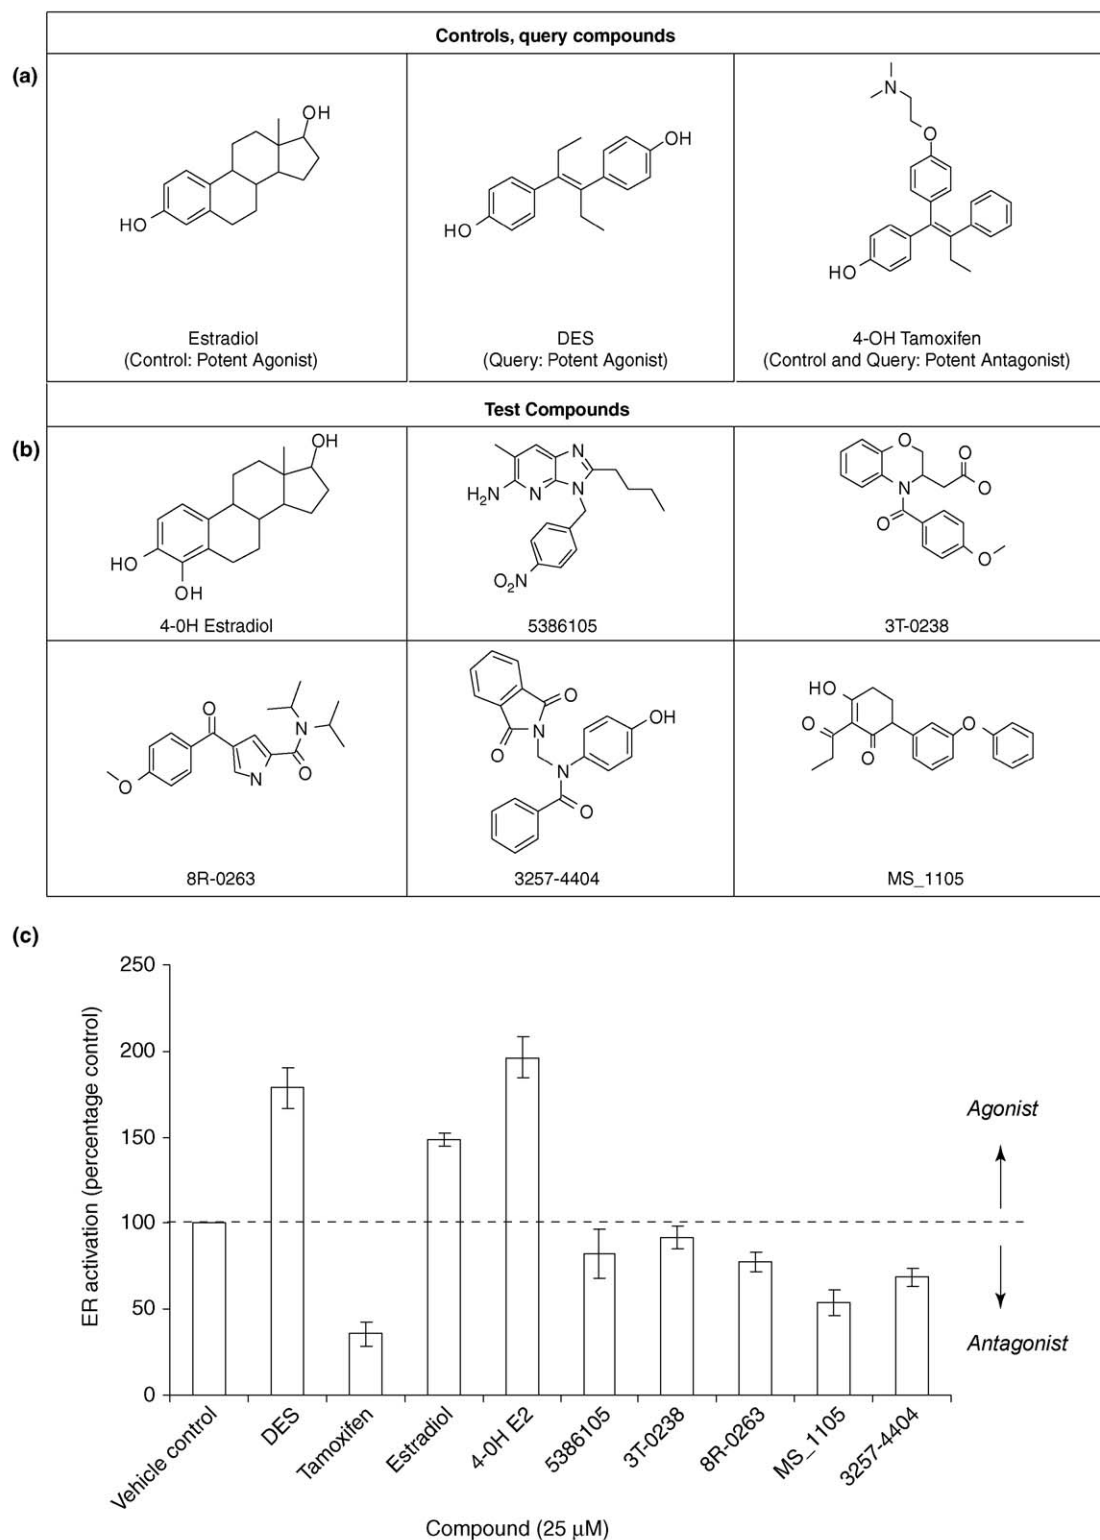 Controls, query compounds
(a)
OH
HO
Estradiol
(Control: Potent Agonist)
OH
HO
DES
(Query: Potent Agonist)
N
O
HO
4-OH Tamoxifen
(Control and Query: Potent Antagonist)
Test Compounds
(b)
OH
HO
OH
4-0H Estradiol
N
H2N
N
N
O2N
5386105
O
O
N
O
O
O
3T-0238
O
N
O
O
N
8R-0263
O
OH
N
O
N
O
3257-4404
HO
O
O
O
MS_1105
(c)
ER activation (percentage control)
250
200
150
100
50
0
Agonist
Antagonist
Vehicle control
DES
Tamoxifen
Estradiol
4-0H E2
5386105
3T-0238
8R-0263
MS_1105
3257-4404
Compound (25 µM)